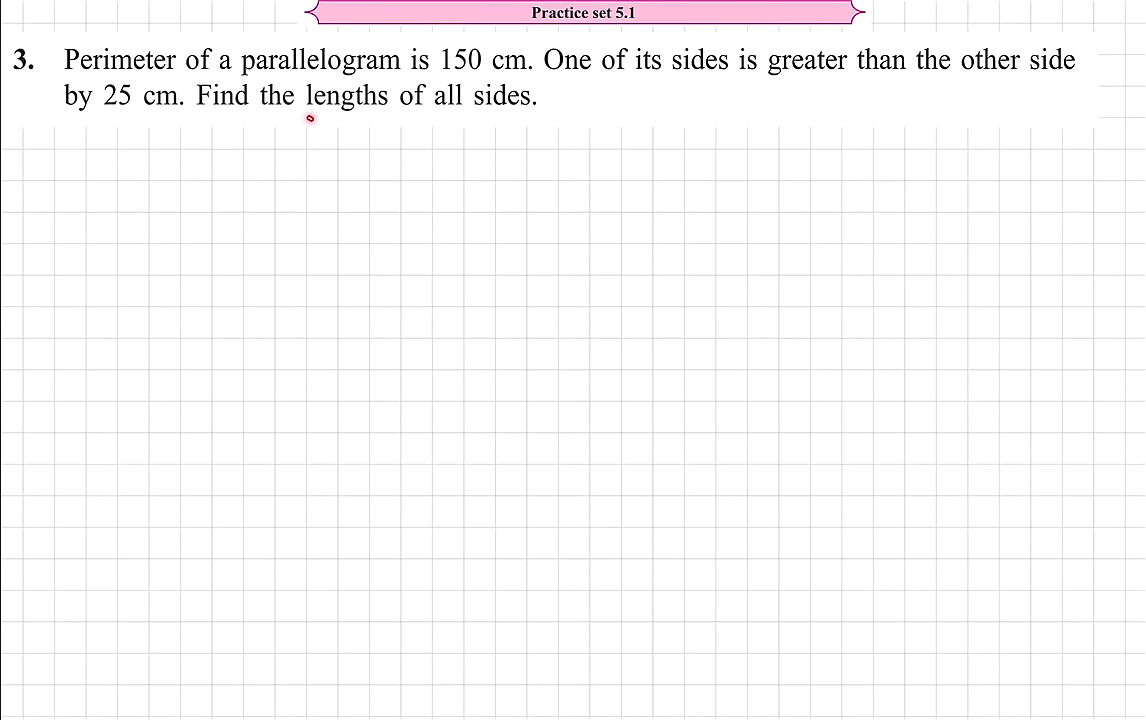 Practice set 5.1
3. Perimeter of a parallelogram is 150 cm. One of its sides is greater than the other side
by 25 cm. Find the lengths of all sides.